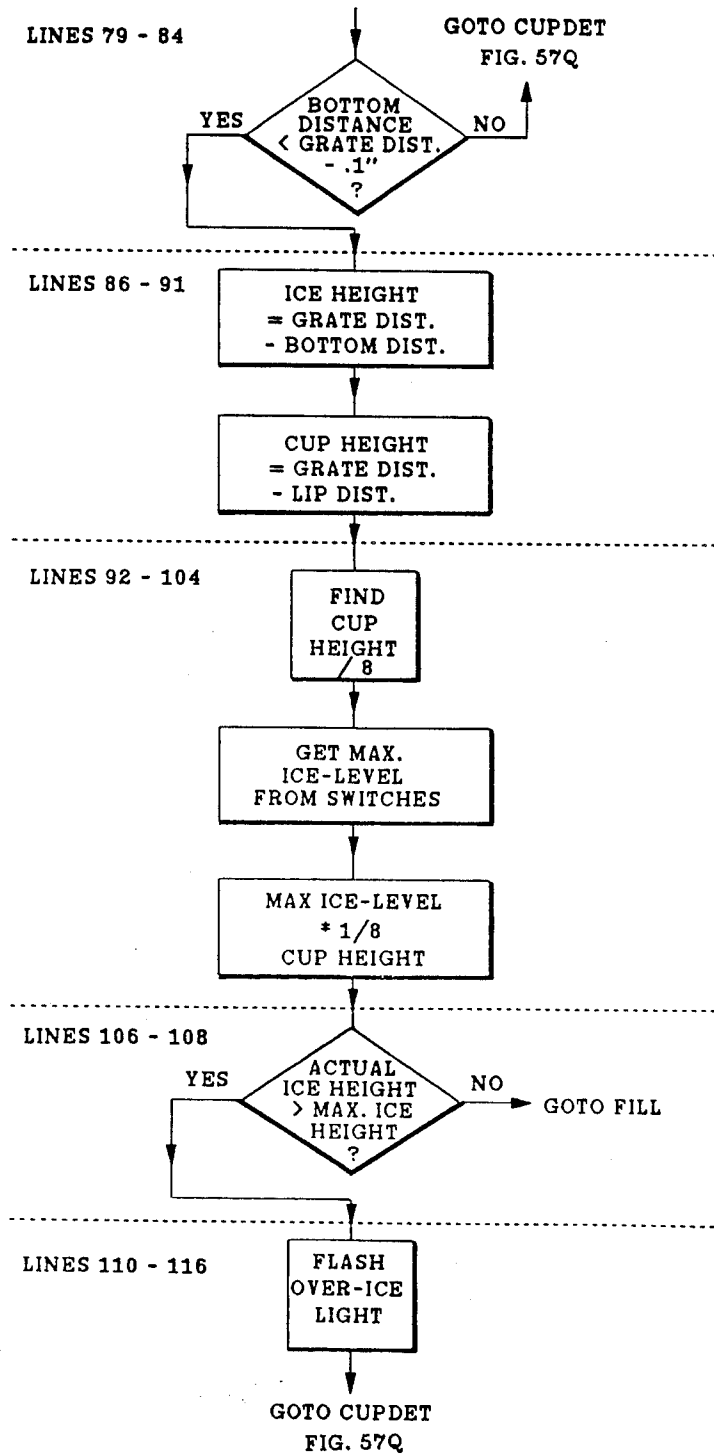 LINES 79 - 84
GOTO CUPDET
FIG. 57Q
BOTTOM
DISTANCE
< GRATE DIST.
- .1"
?
YES
NO
LINES 86 - 91
ICE HEIGHT
= GRATE DIST.
- BOTTOM DIST.
CUP HEIGHT
= GRATE DIST.
- LIP DIST.
LINES 92 - 104
FIND
CUP
HEIGHT
/ 8
GET MAX.
ICE-LEVEL
FROM SWITCHES
MAX ICE-LEVEL
* 1/8
CUP HEIGHT
LINES 106 - 108
ACTUAL
ICE HEIGHT
> MAX. ICE
HEIGHT
?
YES
NO
GOTO FILL
LINES 110 - 116
FLASH
OVER-ICE
LIGHT
GOTO CUPDET
FIG. 57Q